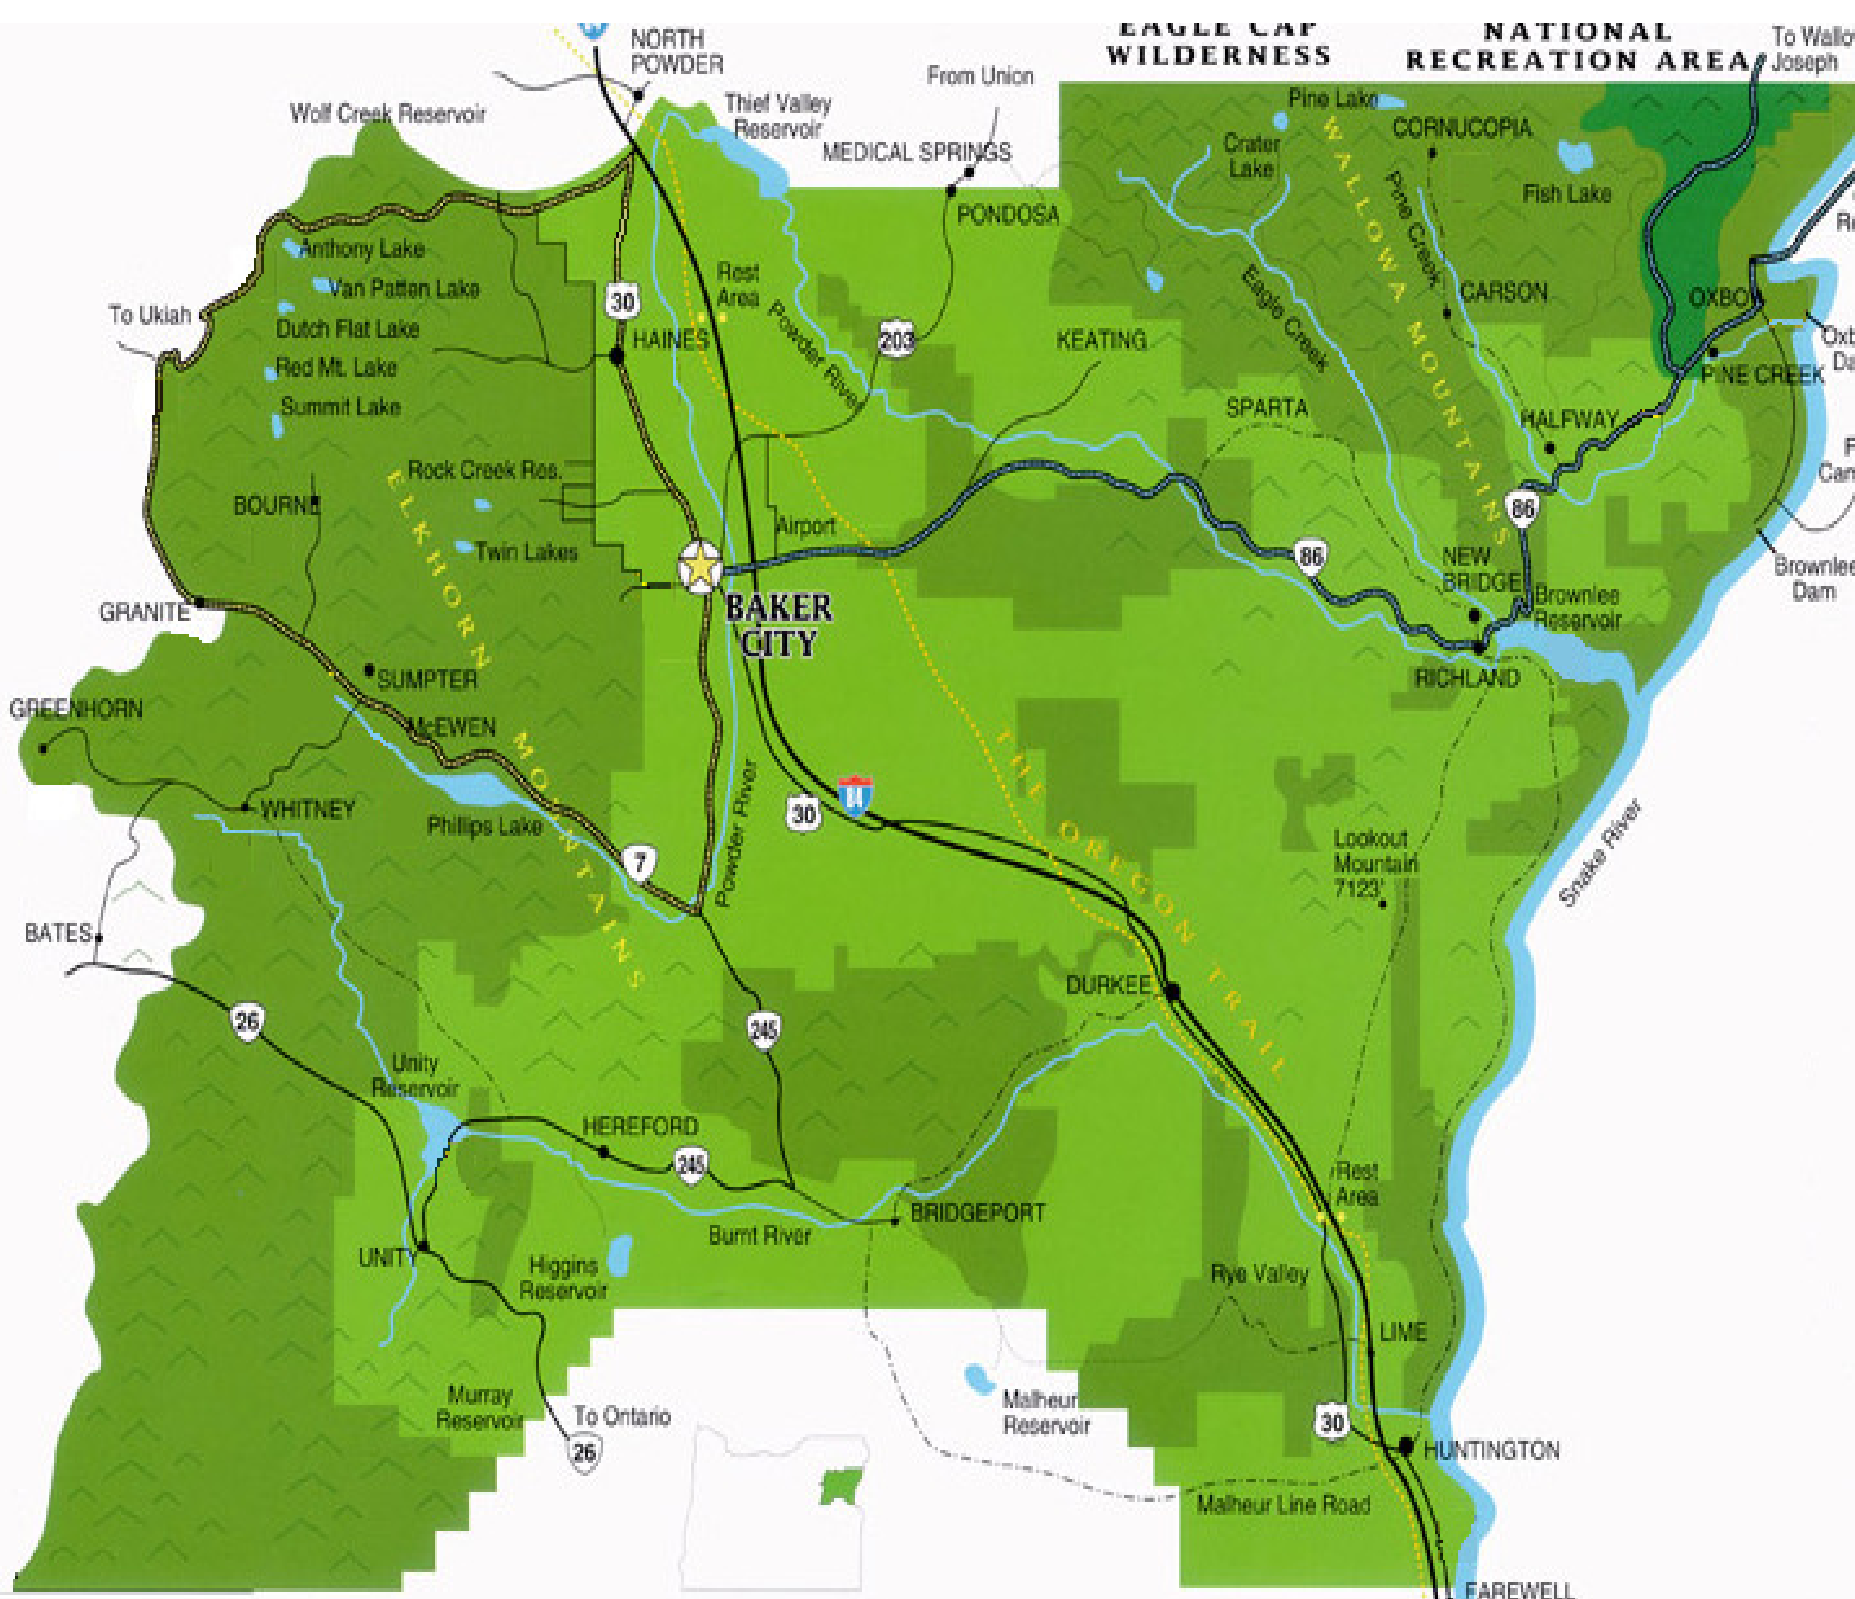 EAGLE CAP
WILDERNESS
NATIONAL
RECREATION AREA
To Wallo
Joseph
NORTH
POWDER
From Union
Wolf Creek Reservoir
Thief Valley
Reservoir
MEDICAL SPRINGS
PONDOSA
Pine Lake
CORNUCOPIA
Crater
Lake
Fish Lake
Pine Creek
WALLOWA MOUNTAINS
Anthony Lake
Van Patten Lake
To Ukiah
Dutch Flat Lake
Red Mt. Lake
Summit Lake
30
HAINES
Rest
Area
Powder River
203
KEATING
Eagle Creek
CARSON
OXBOW
Oxb
Da
PINE CREEK
SPARTA
HALFWAY
Rock Creek Res.
BOURNE
Twin Lakes
ELKHORN MOUNTAINS
Airport
86
86
NEW
BRIDGE
Brownlee
Reservoir
Brownlee
Dam
BAKER
CITY
GRANITE
SUMPTER
GREENHORN
McEWEN
RICHLAND
WHITNEY
Phillips Lake
7
Powder River
30
84
THE OREGON TRAIL
Lookout
Mountain
7123'
Snake River
BATES
26
DURKEE
245
Unity
Reservoir
HEREFORD
245
Rest
Area
BRIDGEPORT
Burnt River
UNITY
Higgins
Reservoir
Rye Valley
LIME
Murray
Reservoir
To Ontario
26
Malheur
Reservoir
30
HUNTINGTON
Malheur Line Road
FAREWELL